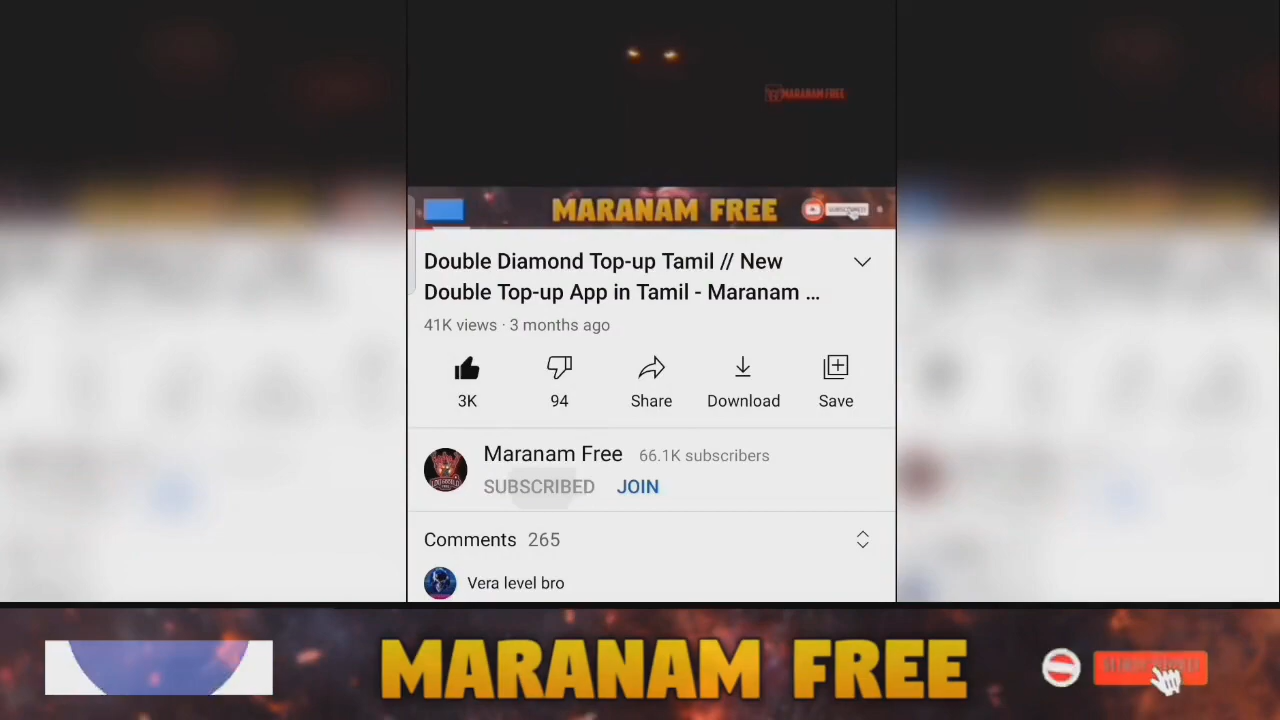 MARANAM FREE
MARANAM FREE
Double Diamond Top-up Tamil // New
Double Top-up App in Tamil - Maranam ...
41K views · 3 months ago
3K
94
Share
Download
Save
Maranam Free 66.1K subscribers
SUBSCRIBED JOIN
Comments 265
Vera level bro
MARANAM FREE